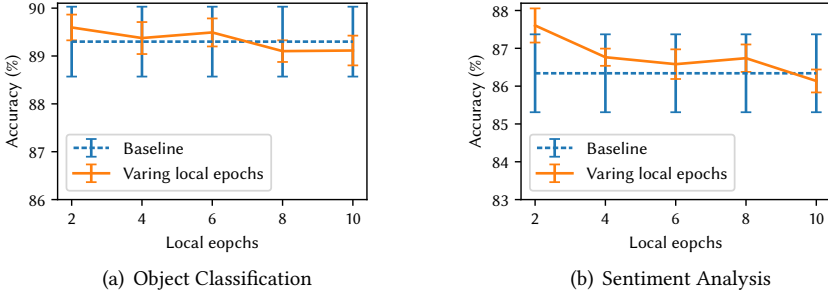 90
89
88
87
86
Accuracy (%)
Baseline
Varing local epochs
2 4 6 8 10
Local eopchs
(a) Object Classification
88
87
86
85
84
83
Accuracy (%)
Baseline
Varing local epochs
2 4 6 8 10
Local eopchs
(b) Sentiment Analysis